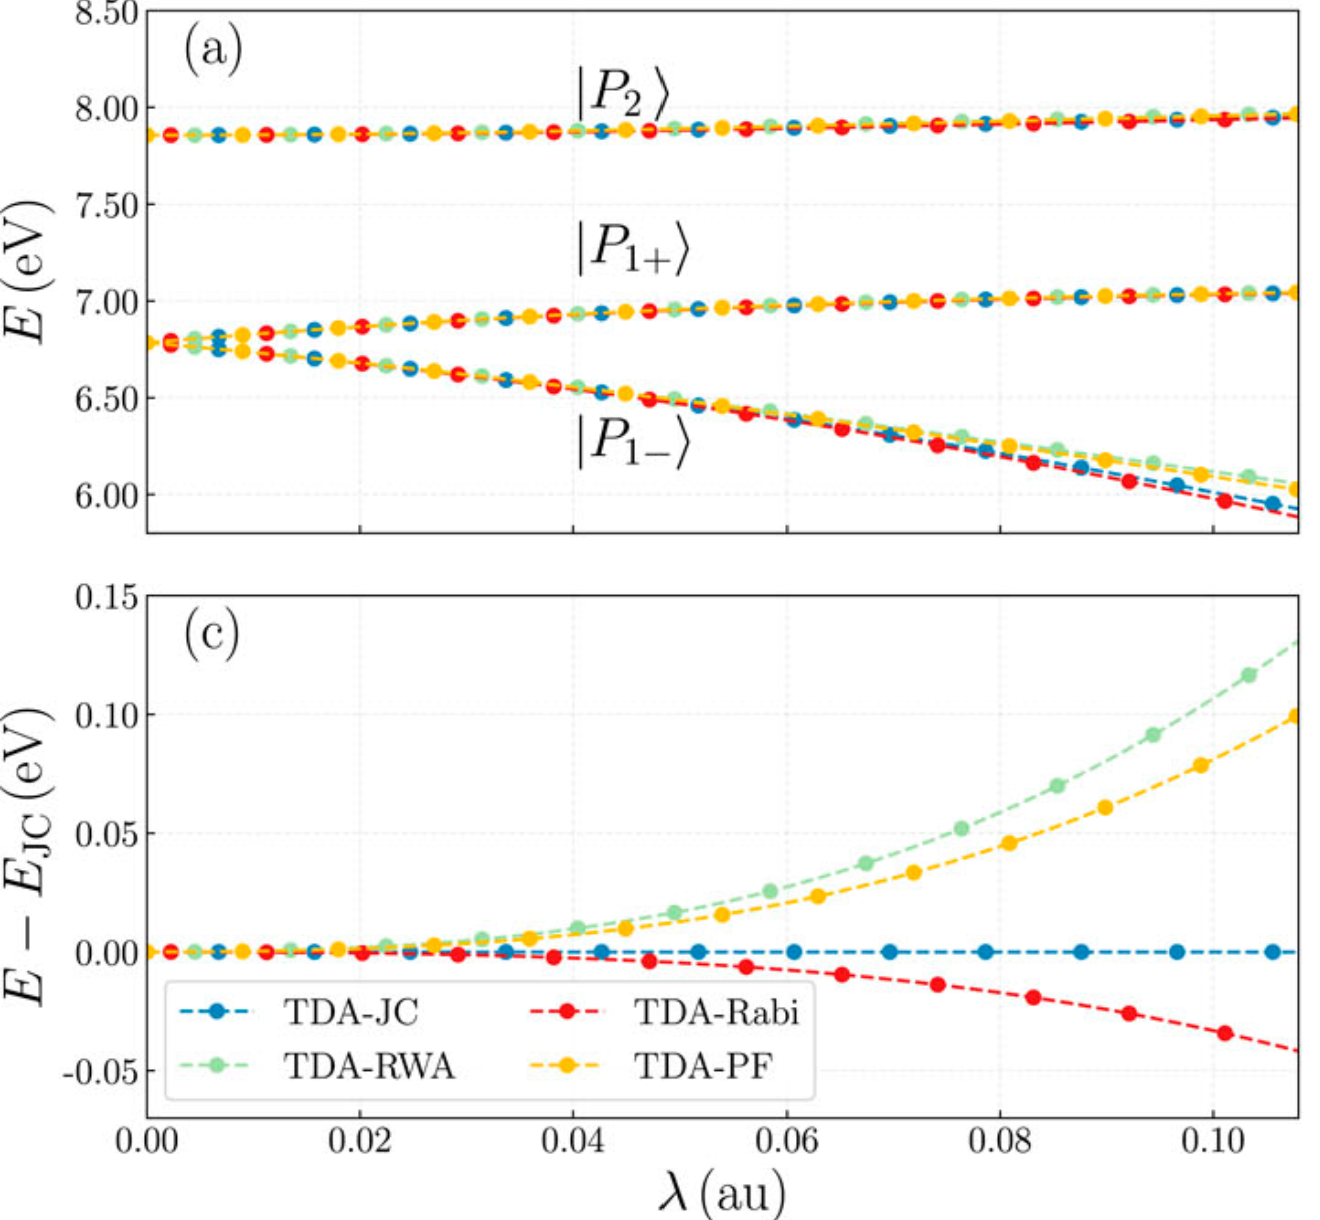 8.50
(a)
|P₂⟩
8.00
7.50
|P₁₊⟩
7.00
6.50
|P₁₋⟩
6.00
E (eV)
0.15
(c)
0.10
0.05
0.00
-0.05
E − E_JC (eV)
TDA-JC
TDA-Rabi
TDA-RWA
TDA-PF
0.00 0.02 0.04 0.06 0.08 0.10
λ (au)